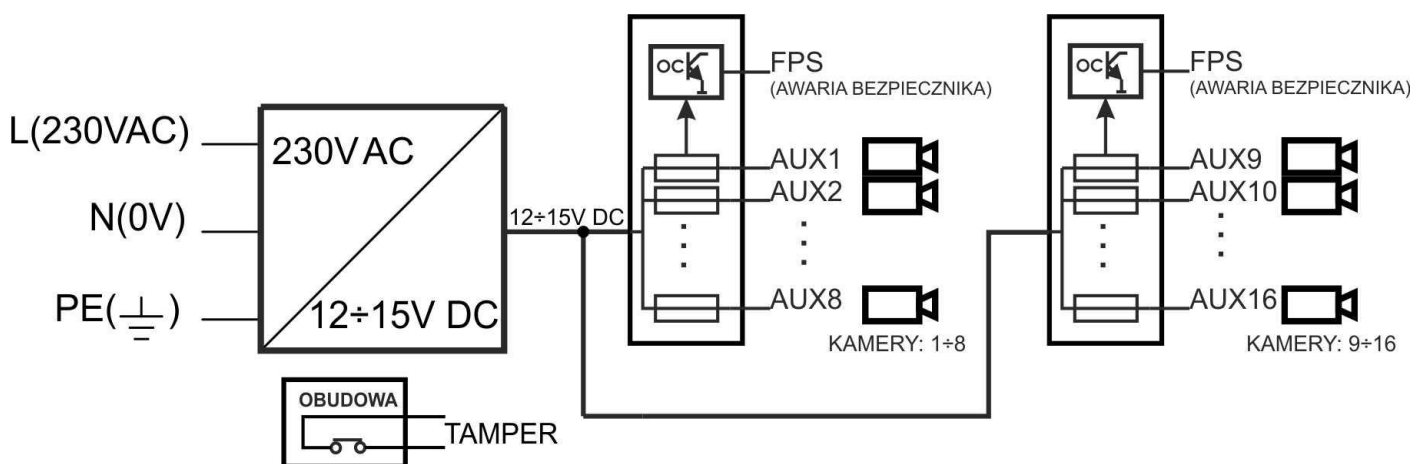 L(230VAC)
N(0V)
PE(⏚)
230V AC
12÷15V DC
12÷15V DC
OBUDOWA
TAMPER
OC
FPS
(AWARIA BEZPIECZNIKA)
AUX1
AUX2
AUX8
KAMERY: 1÷8
OC
FPS
(AWARIA BEZPIECZNIKA)
AUX9
AUX10
AUX16
KAMERY: 9÷16